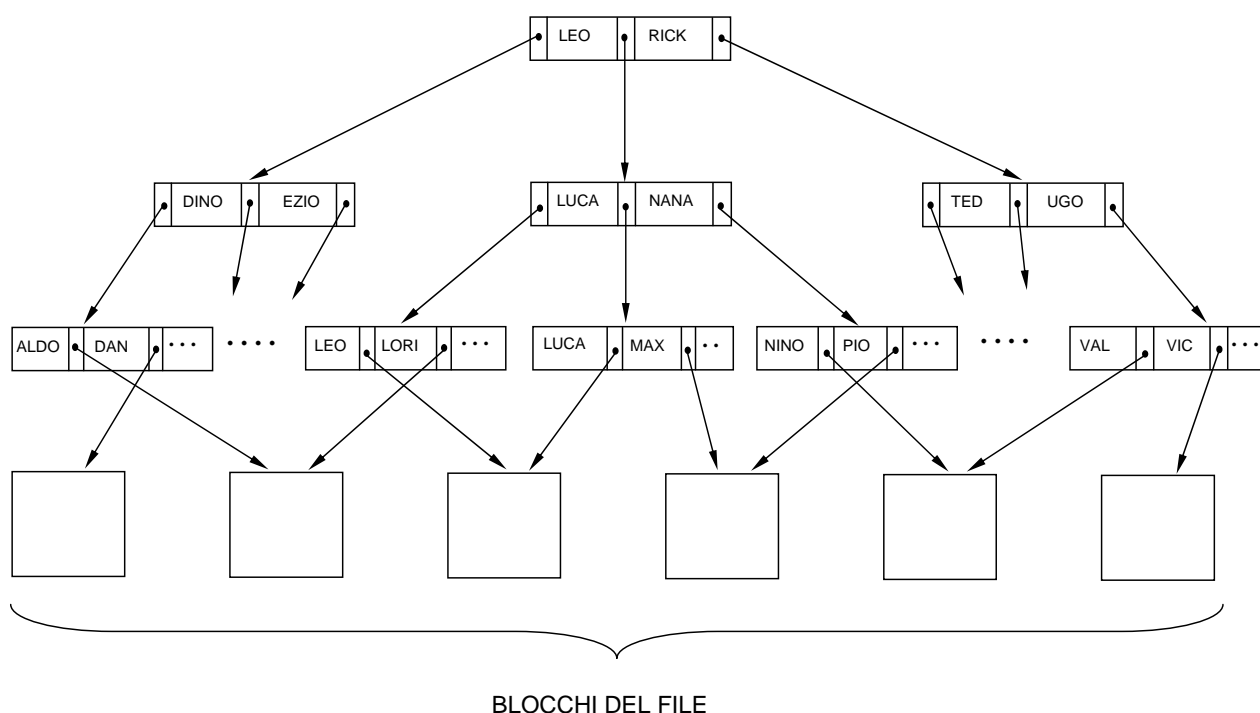 LEO RICK
DINO EZIO LUCA NANA TED UGO
ALDO DAN ... .... LEO LORI ... LUCA MAX .. NINO PIO ... .... VAL VIC ....
BLOCCHI DEL FILE